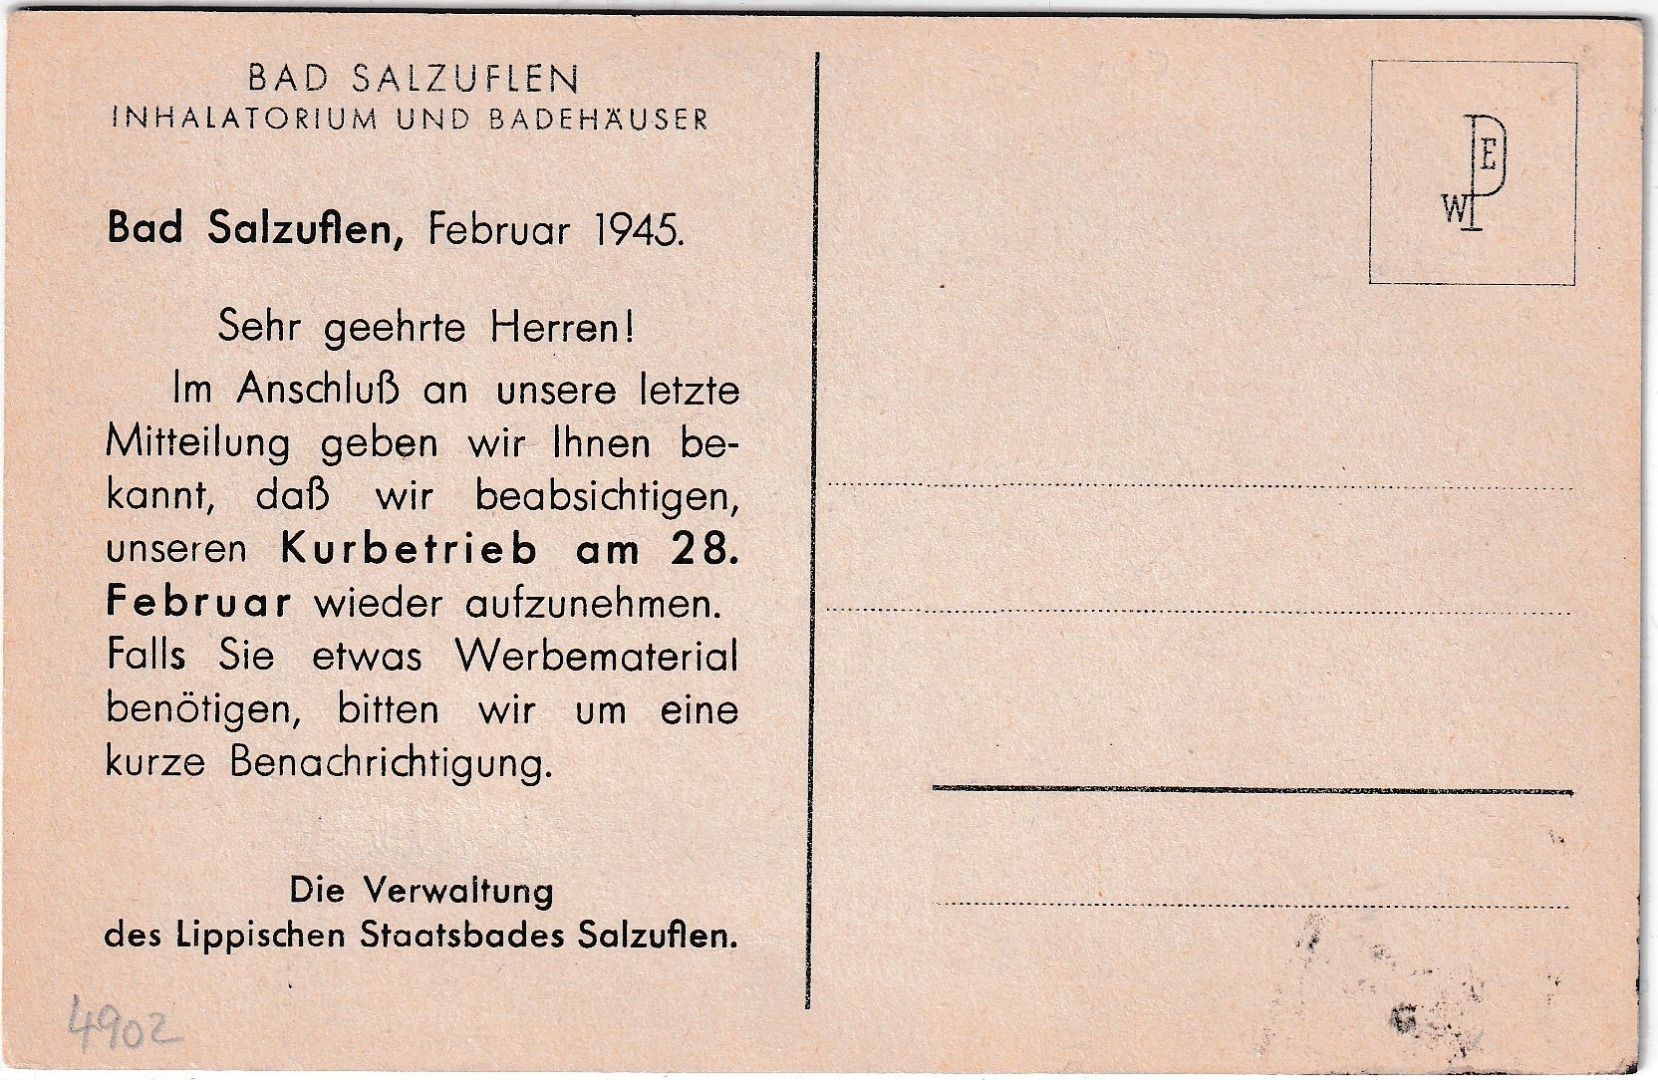 BAD SALZUFLEN
INHALATORIUM UND BADEHÄUSER
Bad Salzuflen, Februar 1945.
Sehr geehrte Herren!
Im Anschluß an unsere letzte
Mitteilung geben wir Ihnen be-
kannt, daß wir beabsichtigen,
unseren Kurbetrieb am 28.
Februar wieder aufzunehmen.
Falls Sie etwas Werbematerial
benötigen, bitten wir um eine
kurze Benachrichtigung.
Die Verwaltung
des Lippischen Staatsbades Salzuflen.
4902
W P E